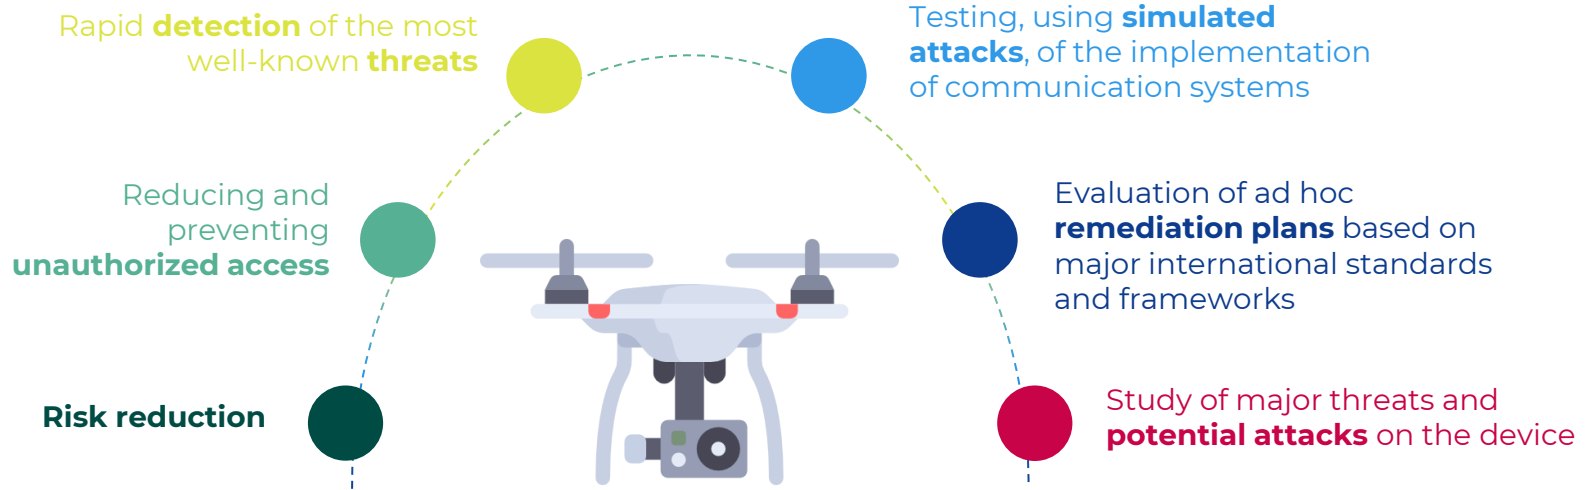 Rapid detection of the most
well-known threats
Testing, using simulated
attacks, of the implementation
of communication systems
Reducing and
preventing
unauthorized access
Evaluation of ad hoc
remediation plans based on
major international standards
and frameworks
Risk reduction
Study of major threats and
potential attacks on the device